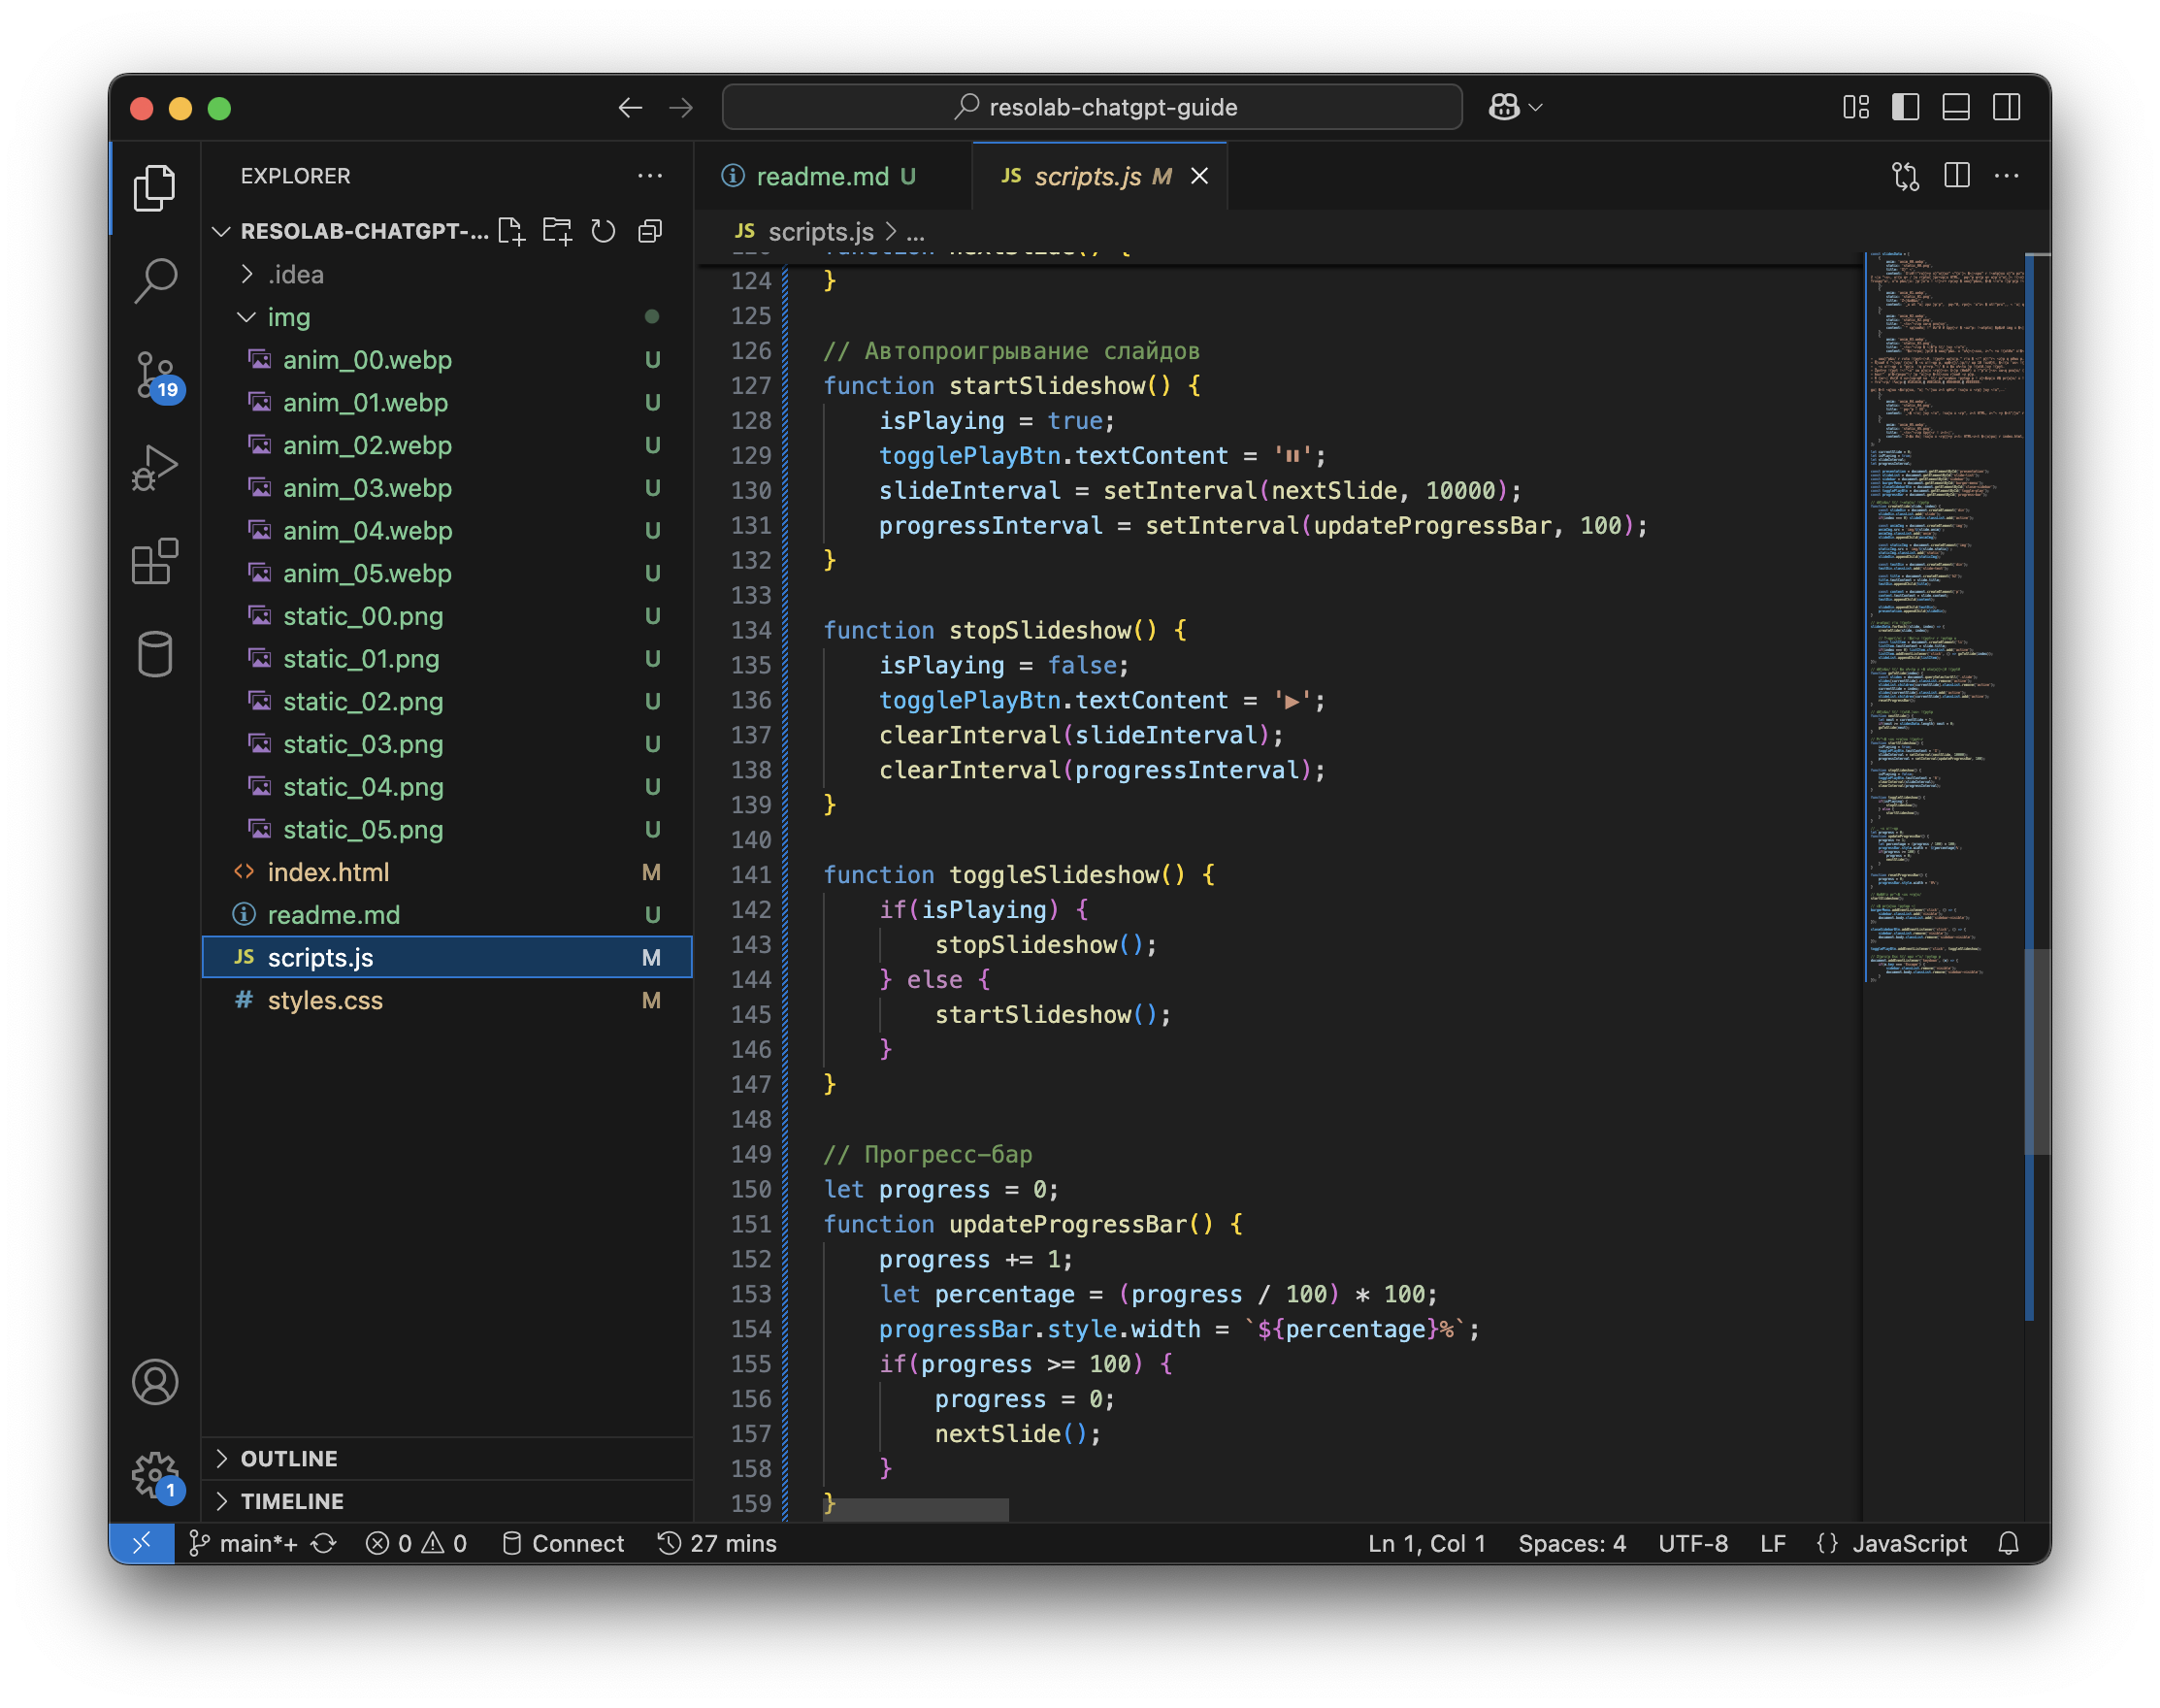 resolab-chatgpt-guide
EXPLORER
RESOLAB-CHATGPT-...
.idea
img
anim_00.webp U
anim_01.webp U
anim_02.webp U
anim_03.webp U
anim_04.webp U
anim_05.webp U
static_00.png U
static_01.png U
static_02.png U
static_03.png U
static_04.png U
static_05.png U
index.html M
readme.md U
JS scripts.js M
# styles.css M
OUTLINE
TIMELINE
19
1
readme.md U
JS scripts.js M
JS scripts.js > ...
124 }
125
126 // Автопроигрывание слайдов
127 function startSlideshow() {
128 isPlaying = true;
129 togglePlayBtn.textContent = '⏸';
130 slideInterval = setInterval(nextSlide, 10000);
131 progressInterval = setInterval(updateProgressBar, 100);
132 }
133
134 function stopSlideshow() {
135 isPlaying = false;
136 togglePlayBtn.textContent = '▶';
137 clearInterval(slideInterval);
138 clearInterval(progressInterval);
139 }
140
141 function toggleSlideshow() {
142 if(isPlaying) {
143 stopSlideshow();
144 } else {
145 startSlideshow();
146 }
147 }
148
149 // Прогресс-бар
150 let progress = 0;
151 function updateProgressBar() {
152 progress += 1;
153 let percentage = (progress / 100) * 100;
154 progressBar.style.width = `${percentage}%`;
155 if(progress >= 100) {
156 progress = 0;
157 nextSlide();
158 }
159 }
main*+ 0 0 Connect 27 mins Ln 1, Col 1 Spaces: 4 UTF-8 LF {} JavaScript